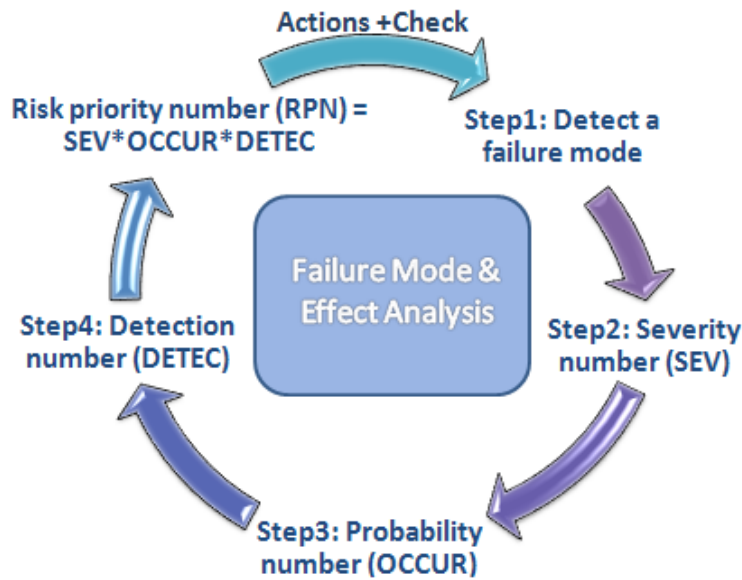 Actions +Check
Risk priority number (RPN) =
SEV*OCCUR*DETEC
Step1: Detect a
failure mode
Failure Mode &
Effect Analysis
Step2: Severity
number (SEV)
Step3: Probability
number (OCCUR)
Step4: Detection
number (DETEC)